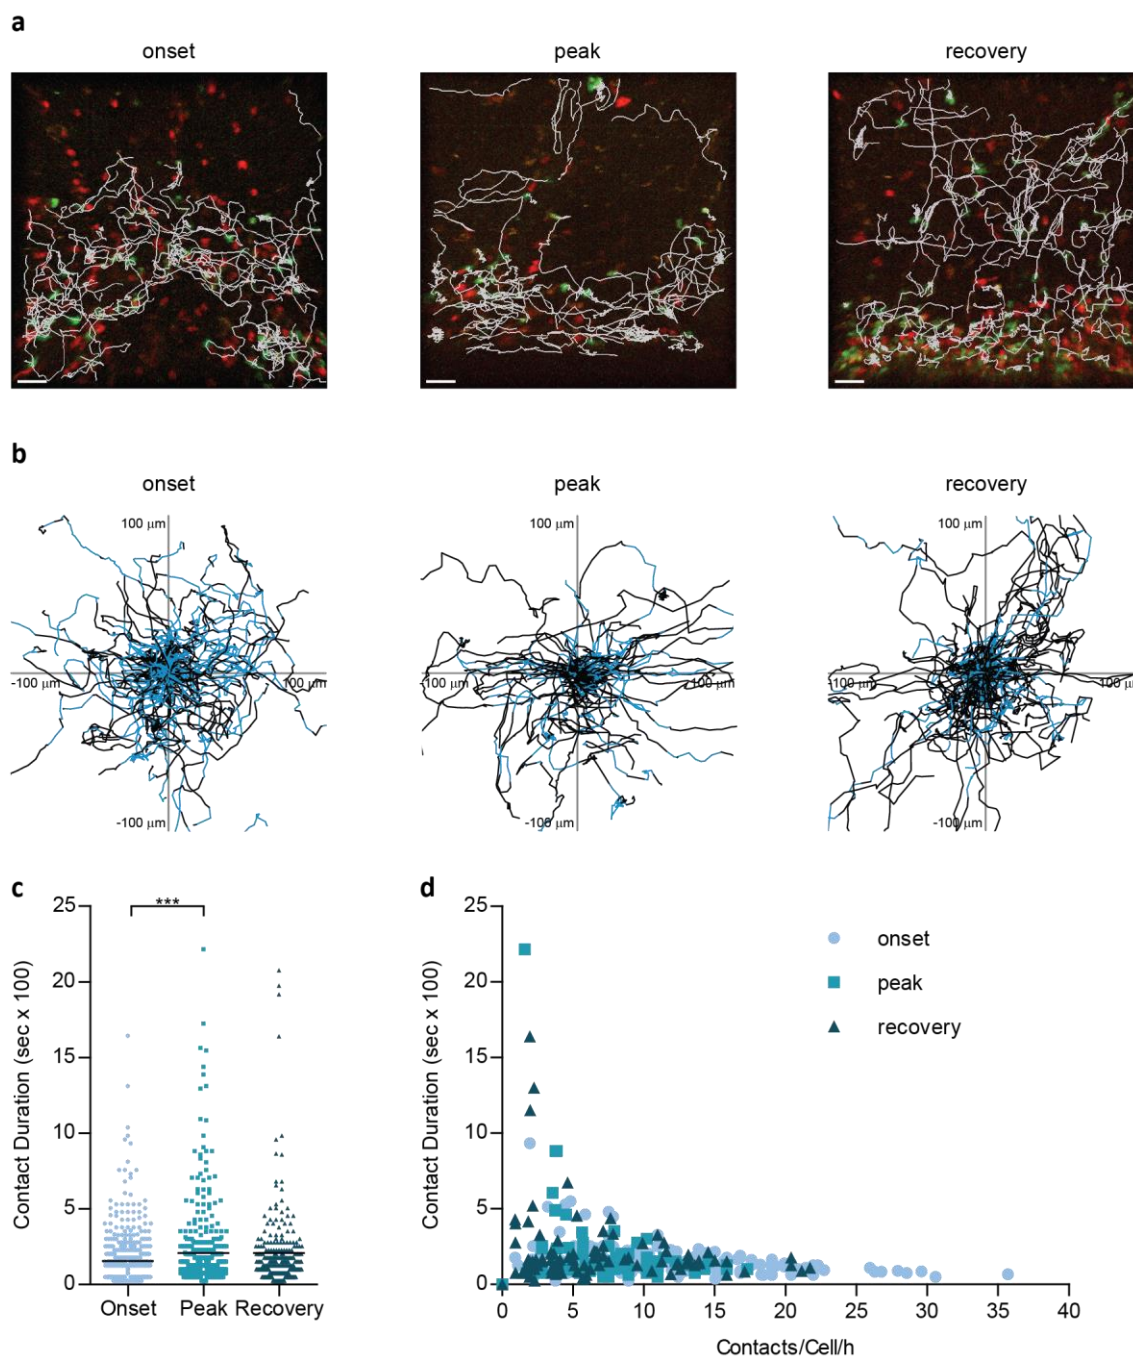 a
onset peak recovery
b
onset peak recovery
100 μm 100 μm 100 μm
-100 μm 100 μm -100 μm 100 μm -100 μm 100 μ
-100 μm -100 μm -100 μm
c d
25 *** 25
onset
20 20
peak
recovery
15 15
10 10
5 5
0 0
Contact Duration (sec x 100)
Contact Duration (sec x 100)
Onset Peak Recovery 0 5 10 15 20 25 30 35 40
Contacts/Cell/h